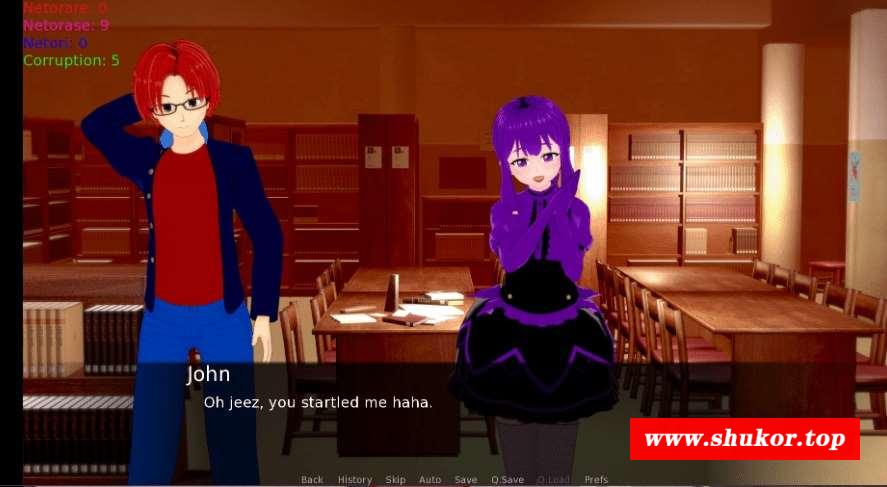 Netorare: 0
Netorase: 9
Netori: 0
Corruption: 5
John
Oh jeez, you startled me haha.
www.shukor.top
Back History Skip Auto Save Q.Save Q.Load Prefs